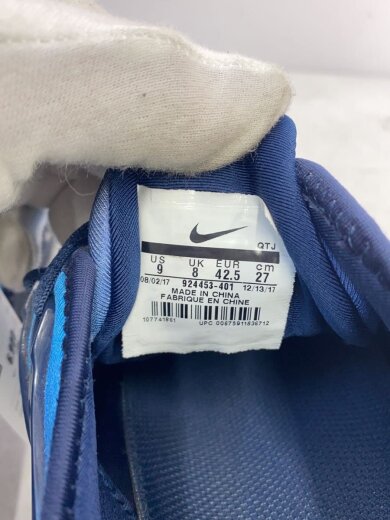 QTJ
US UK EUR cm
9 8 42.5 27
08/02/17 924453-401 12/13/17
MADE IN CHINA
FABRIQUE EN CHINE
UPC 00675911836712